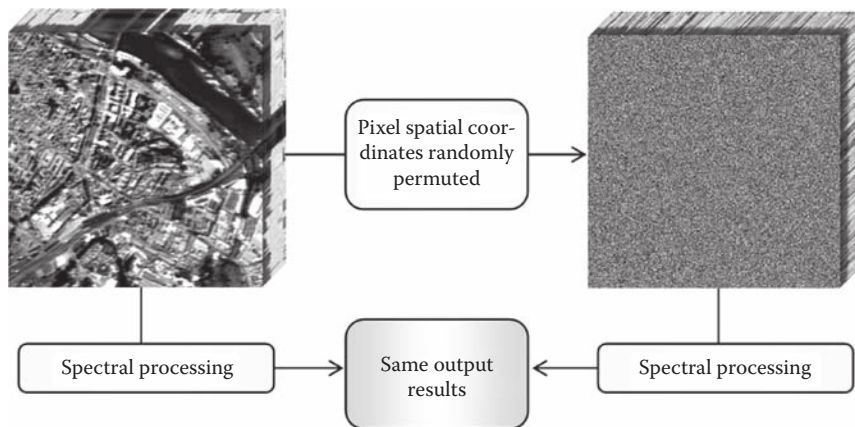 Pixel spatial coor-
dinates randomly
permuted
Spectral processing
Same output
results
Spectral processing